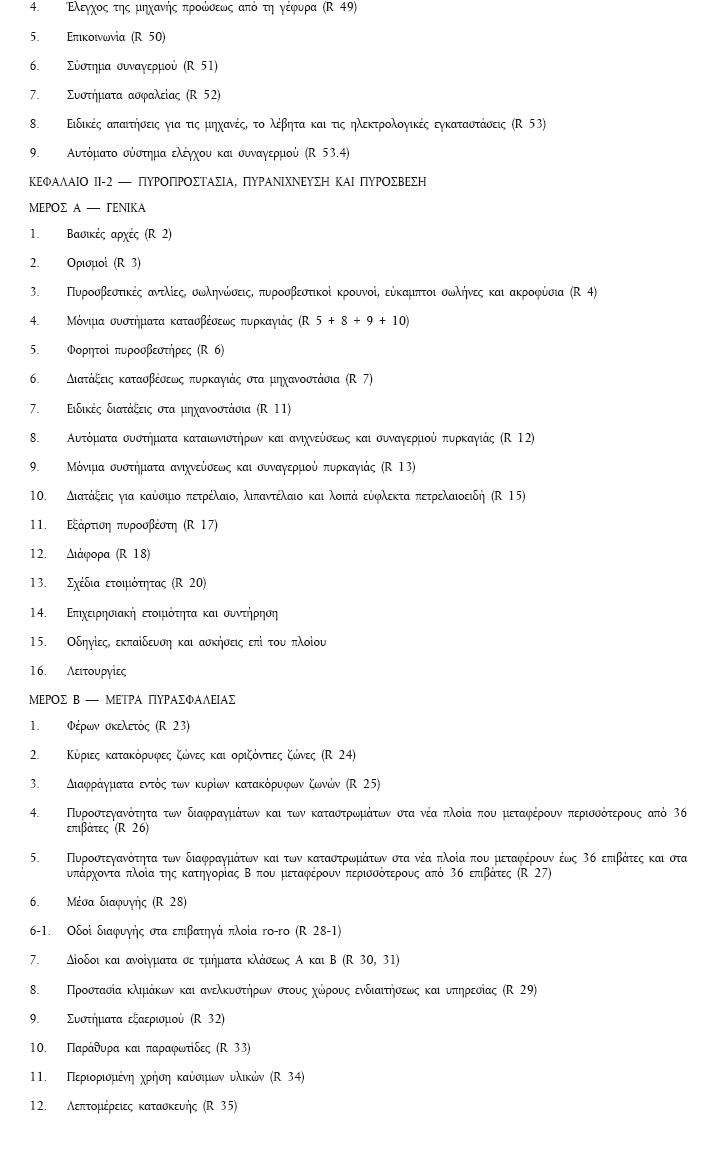 4. Έλεγχος της μηχανής προώσεως από τη γέφυρα (R 49)
5. Επικοινωνία (R 50)
6. Σύστημα συναγερμού (R 51)
7. Συστήματα ασφαλείας (R 52)
8. Ειδικές απαιτήσεις για τις μηχανές, το λέβητα και τις ηλεκτρολογικές εγκαταστάσεις (R 53)
9. Αυτόματο σύστημα ελέγχου και συναγερμού (R 53.4)
ΚΕΦΑΛΑΙΟ II-2 — ΠΥΡΟΠΡΟΣΤΑΣΙΑ, ΠΥΡΑΝΙΧΝΕΥΣΗ ΚΑΙ ΠΥΡΟΣΒΕΣΗ
ΜΕΡΟΣ Α — ΓΕΝΙΚΑ
1. Βασικές αρχές (R 2)
2. Ορισμοί (R 3)
3. Πυροσβεστικές αντλίες, σωληνώσεις, πυροσβεστικοί κρουνοί, εύκαμπτοι σωλήνες και ακροφύσια (R 4)
4. Μόνιμα συστήματα κατασβέσεως πυρκαγιάς (R 5 + 8 + 9 + 10)
5. Φορητοί πυροσβεστήρες (R 6)
6. Διατάξεις κατασβέσεως πυρκαγιάς στα μηχανοστάσια (R 7)
7. Ειδικές διατάξεις στα μηχανοστάσια (R 11)
8. Αυτόματα συστήματα καταιωνιστήρων και ανιχνεύσεως και συναγερμού πυρκαγιάς (R 12)
9. Μόνιμα συστήματα ανιχνεύσεως και συναγερμού πυρκαγιάς (R 13)
10. Διατάξεις για καύσιμο πετρέλαιο, λιπαντέλαιο και λοιπά εύφλεκτα πετρελαιοειδή (R 15)
11. Εξάρτιση πυροσβέστη (R 17)
12. Διάφορα (R 18)
13. Σχέδια ετοιμότητας (R 20)
14. Επιχειρησιακή ετοιμότητα και συντήρηση
15. Οδηγίες, εκπαίδευση και ασκήσεις επί του πλοίου
16. Λειτουργίες
ΜΕΡΟΣ Β — ΜΕΤΡΑ ΠΥΡΑΣΦΑΛΕΙΑΣ
1. Φέρων σκελετός (R 23)
2. Κύριες κατακόρυφες ζώνες και οριζόντιες ζώνες (R 24)
3. Διαφράγματα εντός των κυρίων κατακόρυφων ζωνών (R 25)
4. Πυροστεγανότητα των διαφραγμάτων και των καταστρωμάτων στα νέα πλοία που μεταφέρουν περισσότερους από 36
επιβάτες (R 26)
5. Πυροστεγανότητα των διαφραγμάτων και των καταστρωμάτων στα νέα πλοία που μεταφέρουν έως 36 επιβάτες και στα
υπάρχοντα πλοία της κατηγορίας Β που μεταφέρουν περισσότερους από 36 επιβάτες (R 27)
6. Μέσα διαφυγής (R 28)
6-1. Οδοί διαφυγής στα επιβατηγά πλοία ro-ro (R 28-1)
7. Δίοδοι και ανοίγματα σε τμήματα κλάσεως Α και Β (R 30, 31)
8. Προστασία κλιμάκων και ανελκυστήρων στους χώρους ενδιαιτήσεως και υπηρεσίας (R 29)
9. Συστήματα εξαερισμού (R 32)
10. Παράθυρα και παραφωτίδες (R 33)
11. Περιορισμένη χρήση καύσιμων υλικών (R 34)
12. Λεπτομέρειες κατασκευής (R 35)